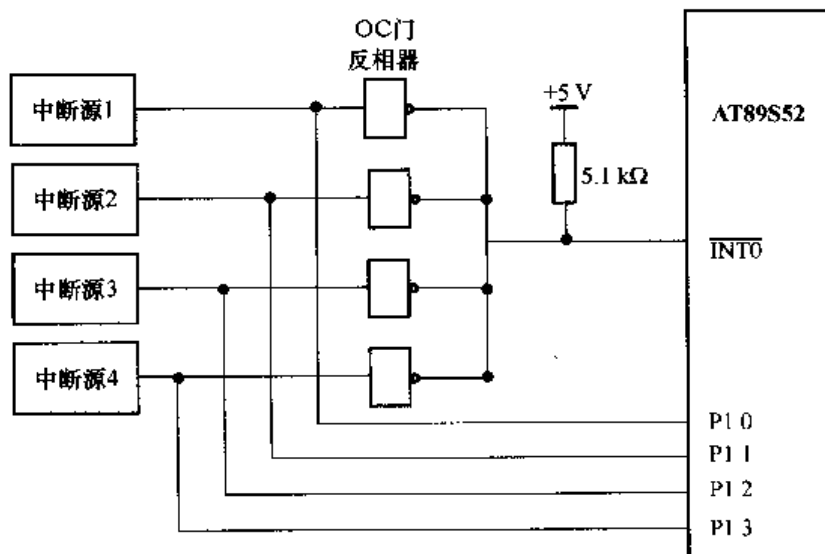 OC门
反相器
中断源1
中断源2
中断源3
中断源4
+5 V
5.1 kΩ
AT89S52
INT0
P1 0
P1 1
P1 2
P1 3